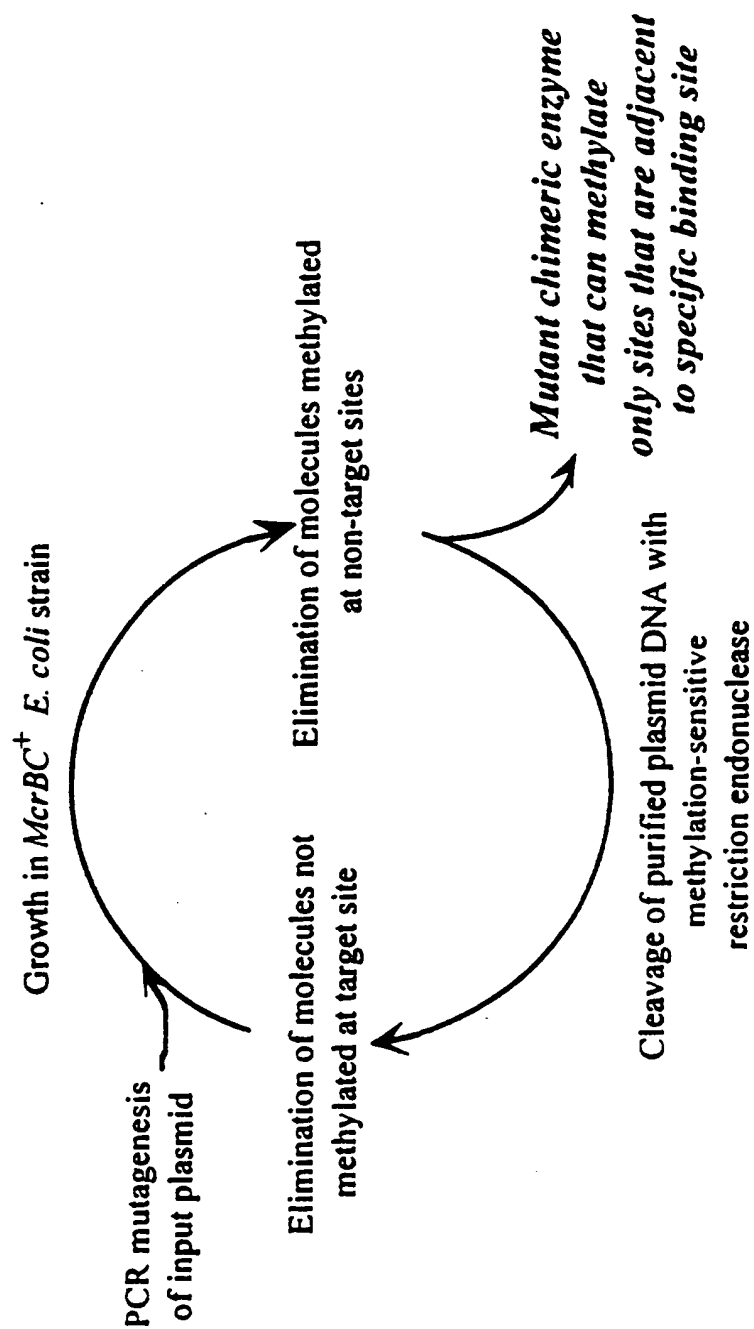 Growth in McrBC+ E. coli strain
PCR mutagenesis
of input plasmid
Elimination of molecules not
methylated at target site
Elimination of molecules methylated
at non-target sites
Cleavage of purified plasmid DNA with
methylation-sensitive
restriction endonuclease
Mutant chimeric enzyme
that can methylate
only sites that are adjacent
to specific binding site